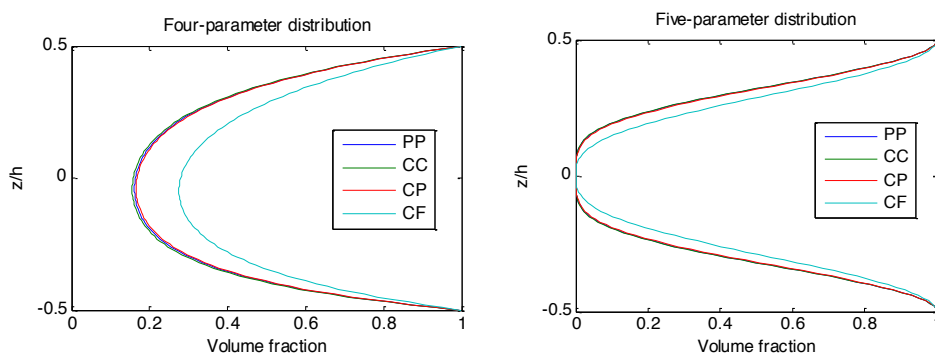 Four-parameter distribution
0.5
0
-0.5
z/h
0
0.2
0.4
0.6
0.8
1
Volume fraction
PP
CC
CP
CF
Five-parameter distribution
0.5
0
-0.5
z/h
0
0.2
0.4
0.6
0.8
1
Volume fraction
PP
CC
CP
CF